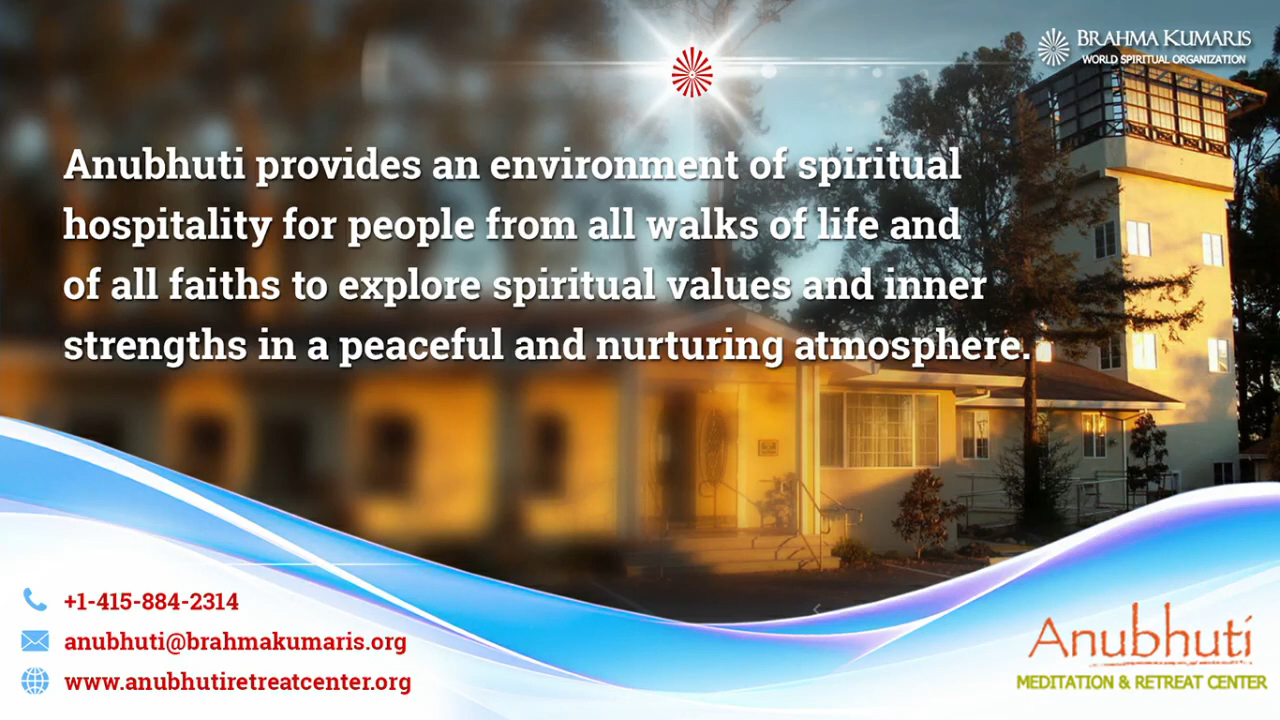 BRAHMA KUMARIS
WORLD SPIRITUAL ORGANIZATION
Anubhuti provides an environment of spiritual
hospitality for people from all walks of life and
of all faiths to explore spiritual values and inner
strengths in a peaceful and nurturing atmosphere.
+1-415-884-2314
anubhuti@brahmakumaris.org
www.anubhutiretreatcenter.org
Anubhuti
MEDITATION & RETREAT CENTER